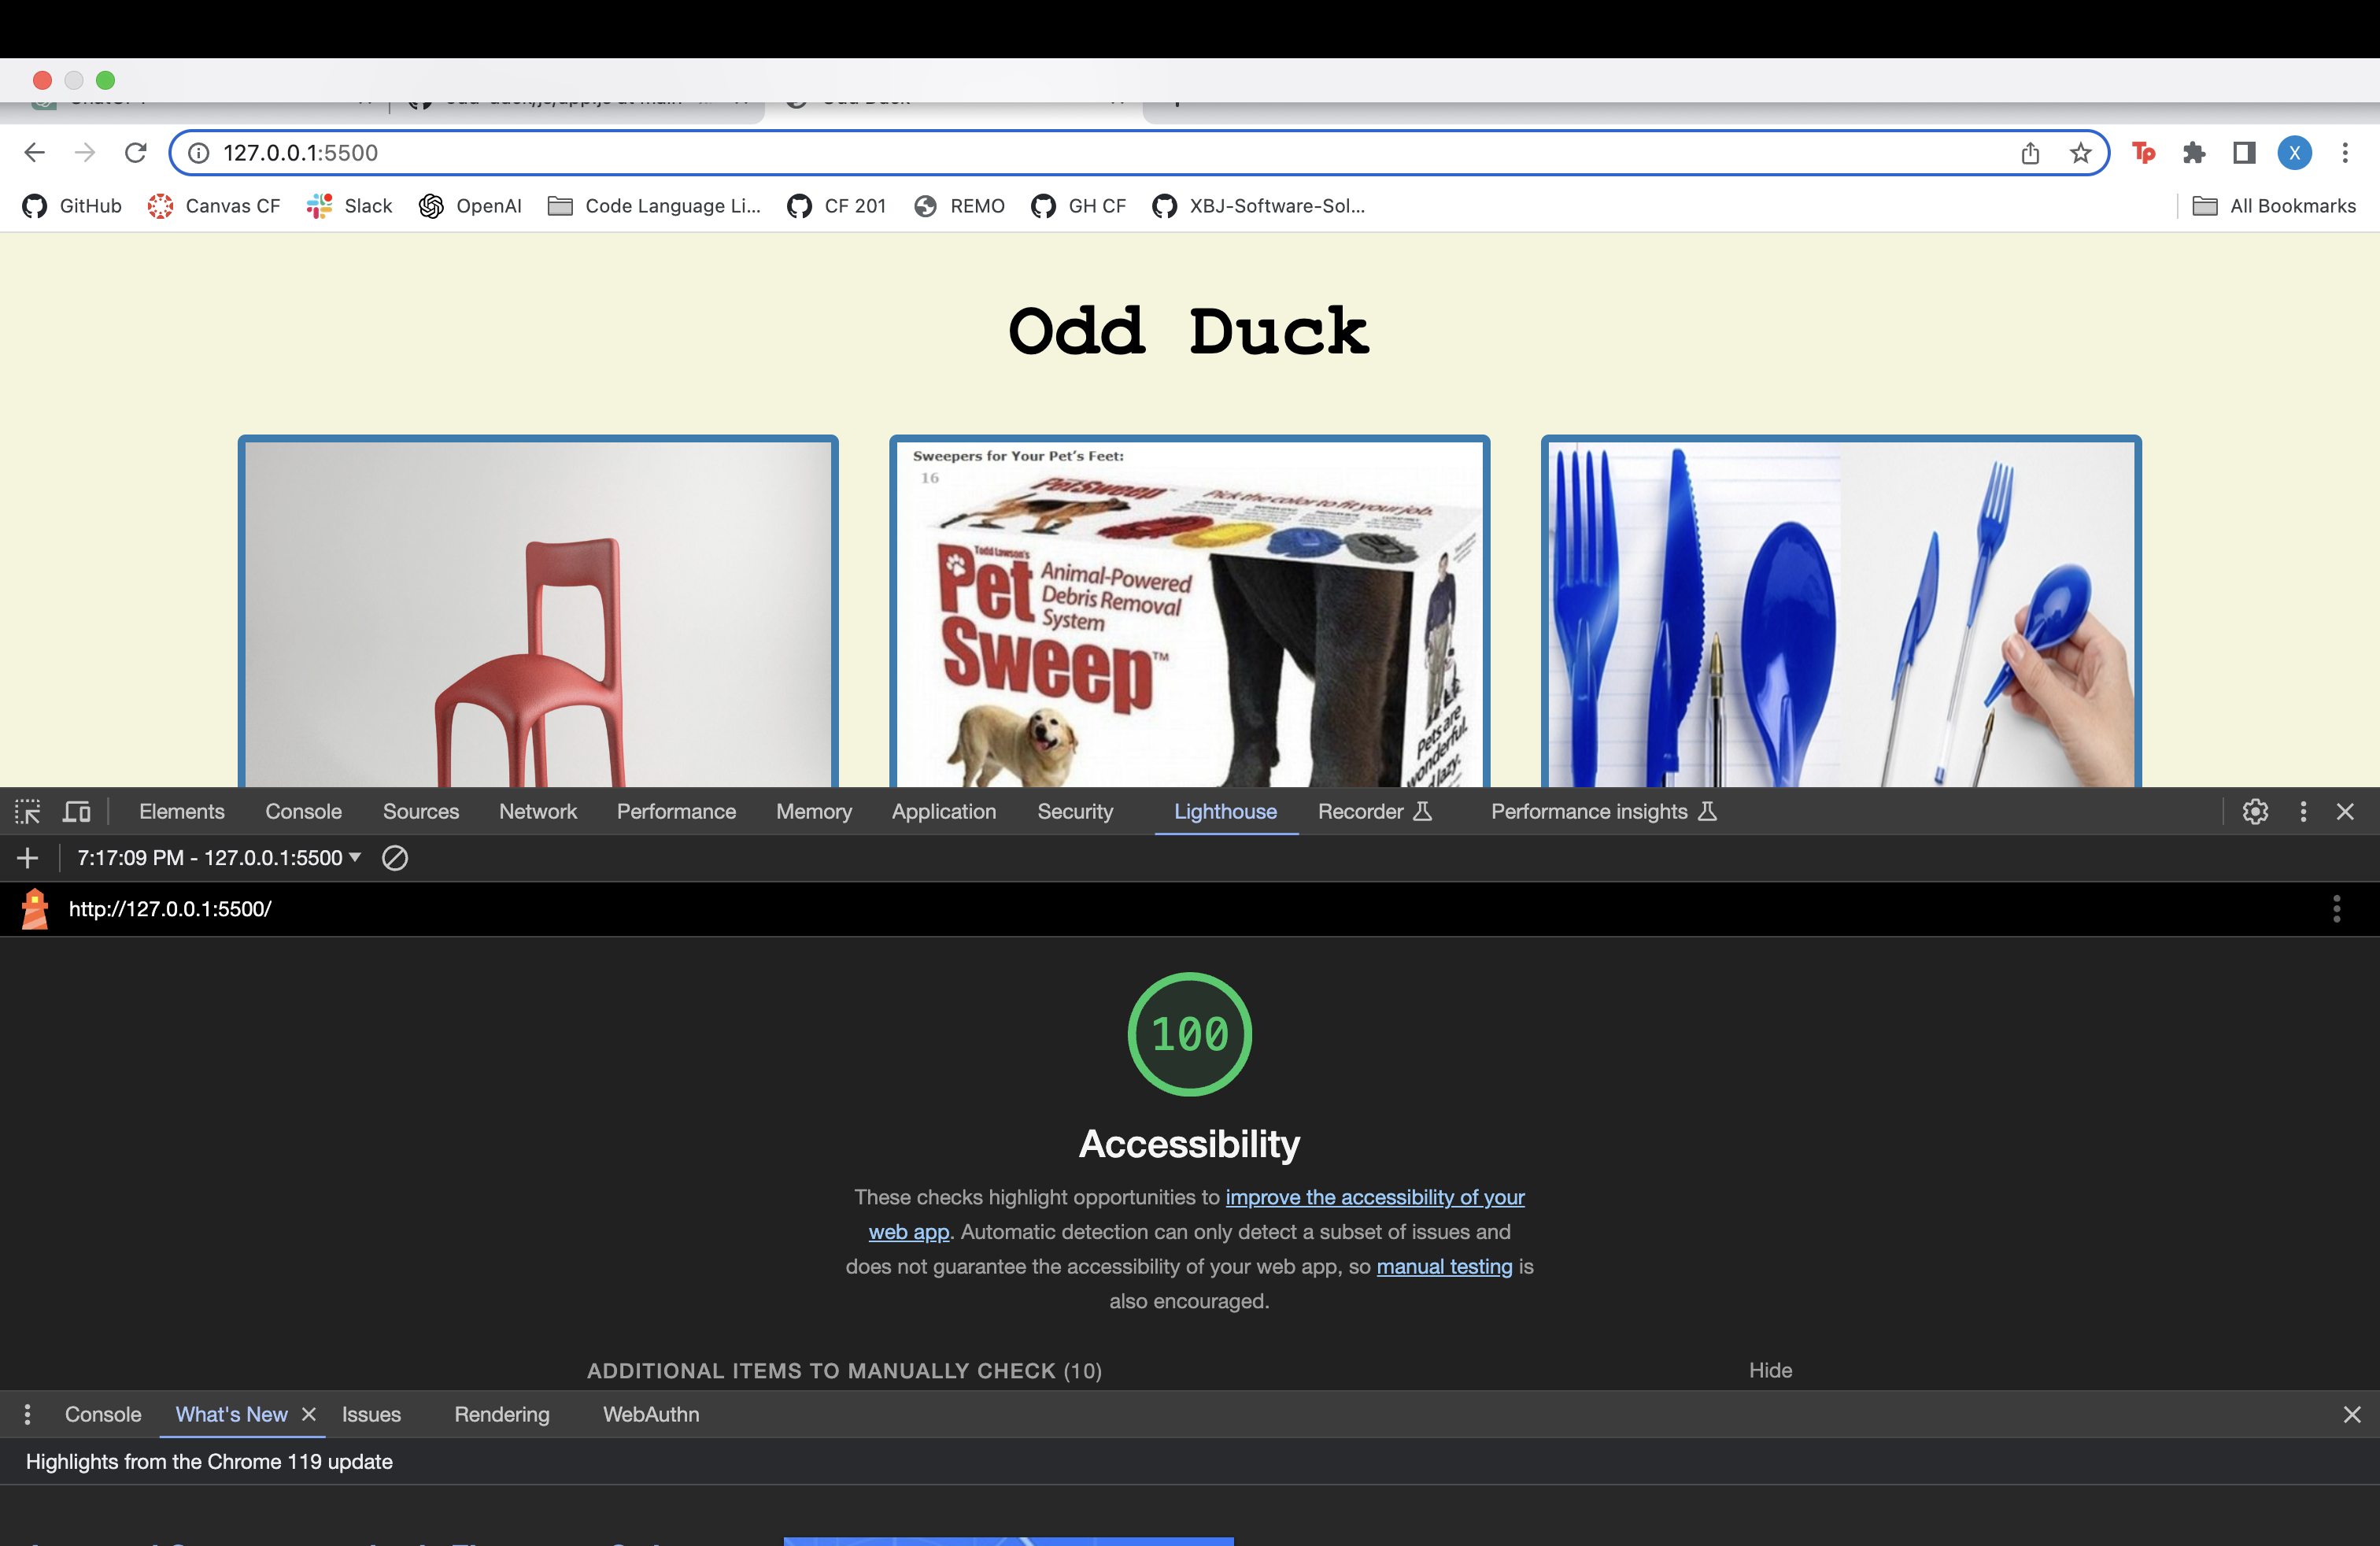 127.0.0.1:5500
GitHub
Canvas CF
Slack
OpenAI
Code Language Li...
CF 201
REMO
GH CF
XBJ-Software-Sol...
All Bookmarks
X
Odd Duck
Sweepers for Your Pet's Feet:
16
PetSweep
Pick the color to fit your job.
Todd Lawson's
Pet Sweep™
Animal-Powered
Debris Removal
System
Pets are
wonderful.
Elements
Console
Sources
Network
Performance
Memory
Application
Security
Lighthouse
Recorder
Performance insights
7:17:09 PM - 127.0.0.1:5500
http://127.0.0.1:5500/
100
Accessibility
These checks highlight opportunities to improve the accessibility of your
web app. Automatic detection can only detect a subset of issues and
does not guarantee the accessibility of your web app, so manual testing is
also encouraged.
ADDITIONAL ITEMS TO MANUALLY CHECK (10)
Hide
Console
What's New
Issues
Rendering
WebAuthn
Highlights from the Chrome 119 update